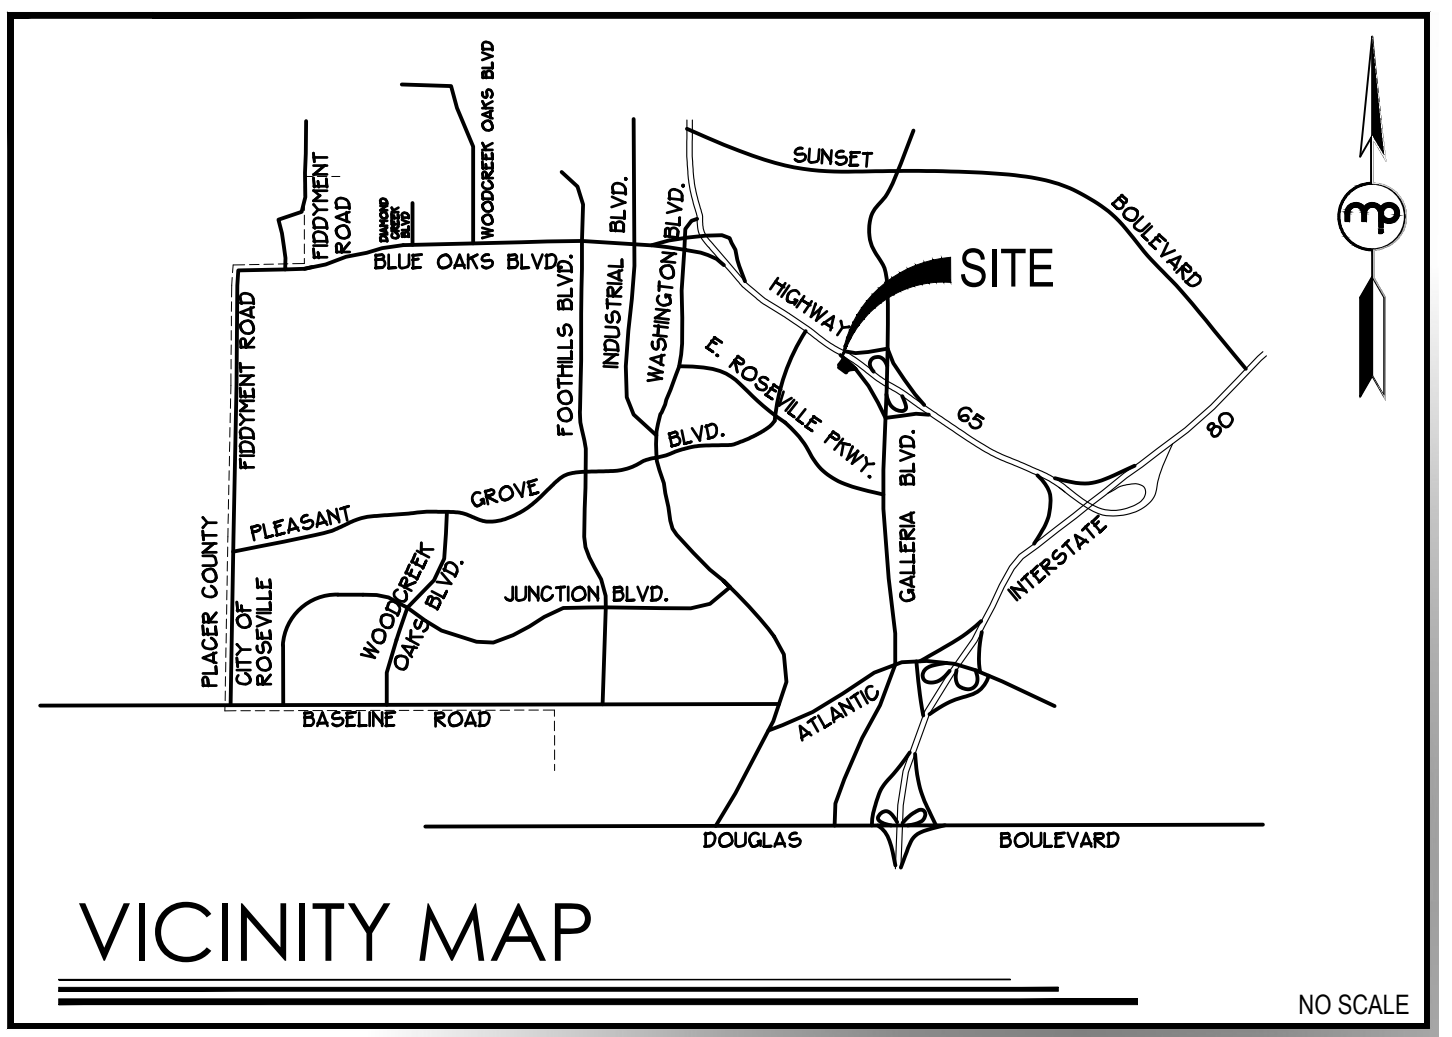 WOODCREEK OAKS BLVD
SUNSET
BOULEVARD
FIDDYMENT
ROAD
DIAMOND
CREEK
BLVD
BLUE OAKS BLVD.
INDUSTRIAL BLVD.
WASHINGTON BLVD.
FOOTHILLS BLVD.
SITE
HIGHWAY
65
80
INTERSTATE
mp
FIDDYMENT ROAD
E. ROSEVILLE PKWY.
GALLERIA BLVD.
PLEASANT GROVE BLVD.
PLACER COUNTY
CITY OF
ROSEVILLE
WOODCREEK
OAKS BLVD.
JUNCTION BLVD.
BASELINE ROAD
ATLANTIC
DOUGLAS BOULEVARD
VICINITY MAP
NO SCALE